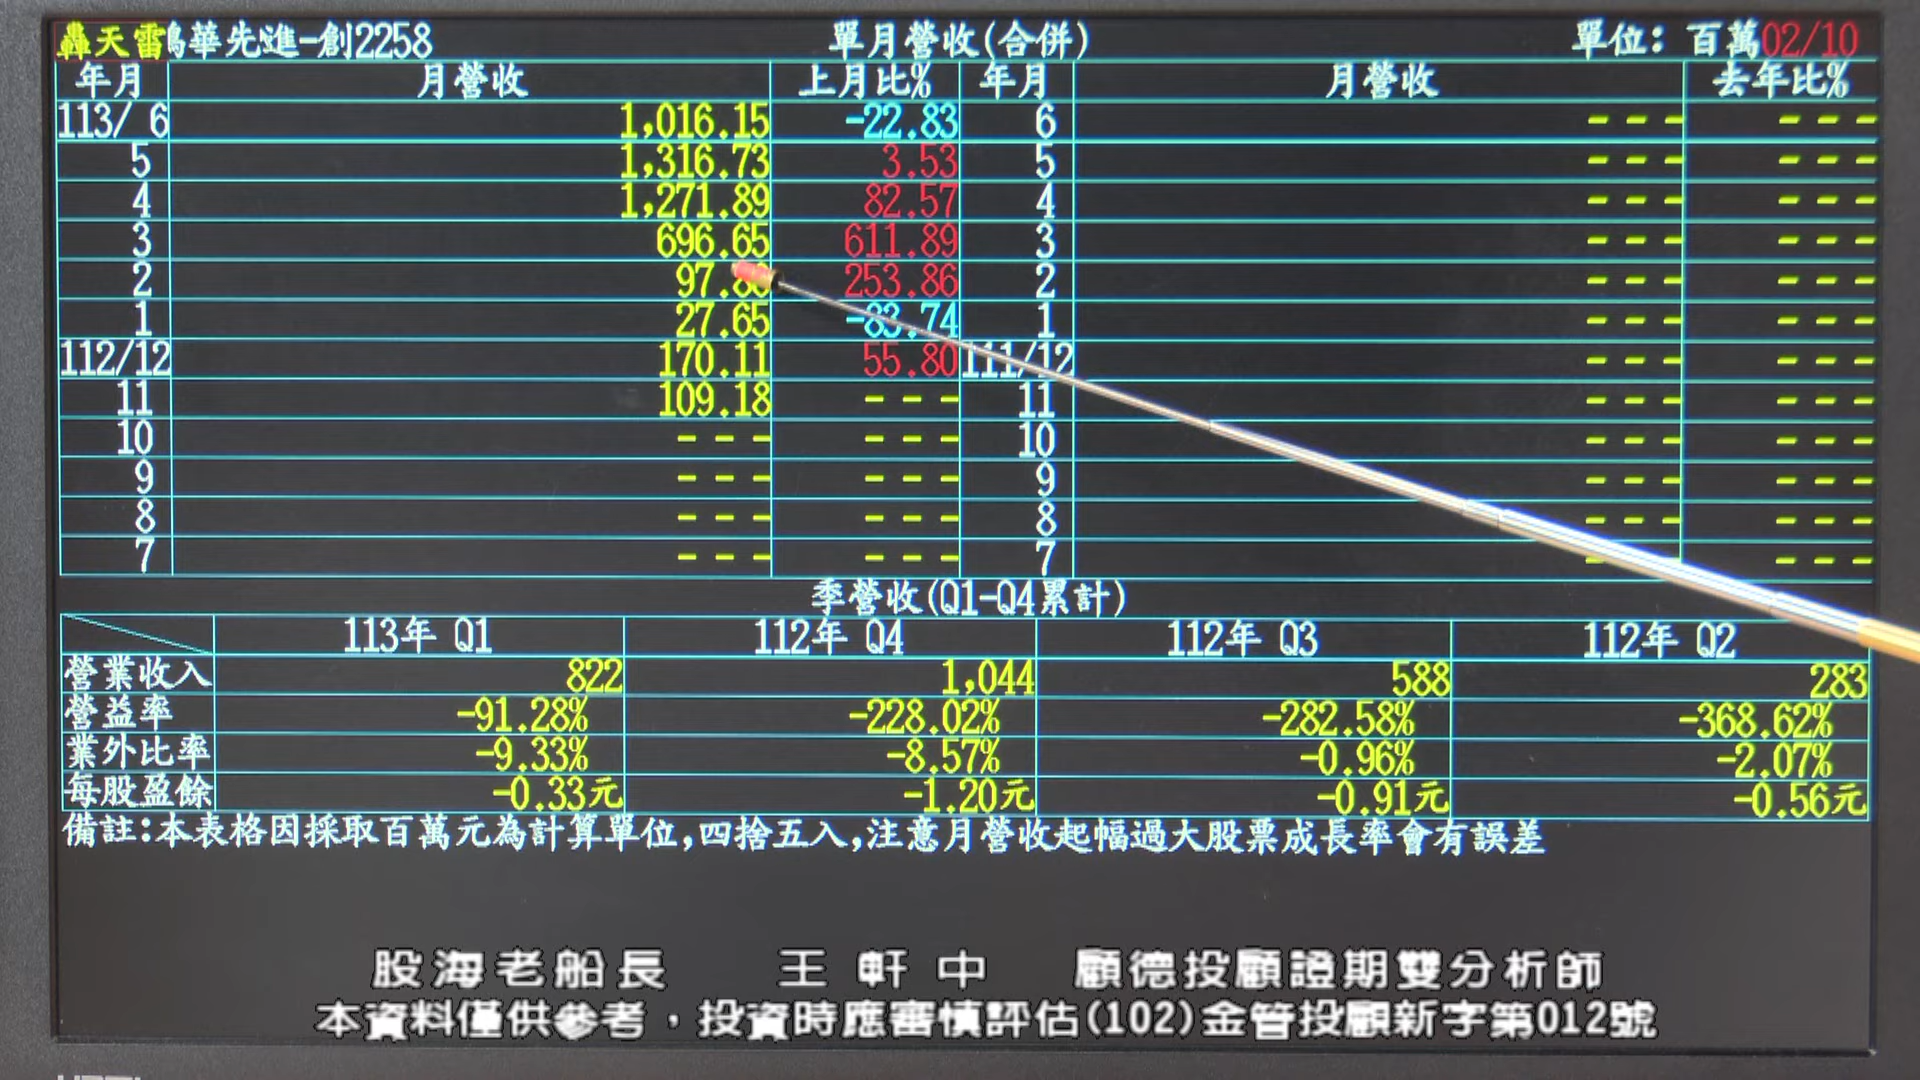 轟天雷 鴻華先進-創2258 單月營收(合併) 單位: 百萬 02/10
年月 月營收 上月比% 年月 月營收 去年比%
113/ 6 1,016.15 -22.83 6 --- ---
5 1,316.73 3.53 5 --- ---
4 1,271.89 82.57 4 --- ---
3 696.65 611.89 3 --- ---
2 97.86 253.86 2 --- ---
1 27.65 -83.74 1 --- ---
112/12 170.11 55.80 111/12 --- ---
11 109.18 --- 11 --- ---
10 --- --- 10 --- ---
9 --- --- 9 --- ---
8 --- --- 8 --- ---
7 --- --- 7 --- ---
季營收(Q1-Q4累計)
113年 Q1 112年 Q4 112年 Q3 112年 Q2
營業收入 822 1,044 588 283
營益率 -91.28% -228.02% -282.58% -368.62%
業外比率 -9.33% -8.57% -0.96% -2.07%
每股盈餘 -0.33元 -1.20元 -0.91元 -0.56元
備註:本表格因採取百萬元為計算單位,四捨五入,注意月營收起幅過大股票成長率會有誤差
股海老船長 王軒中 顧德投顧證期雙分析師
本資料僅供參考，投資時應審慎評估(102)金管投顧新字第012號